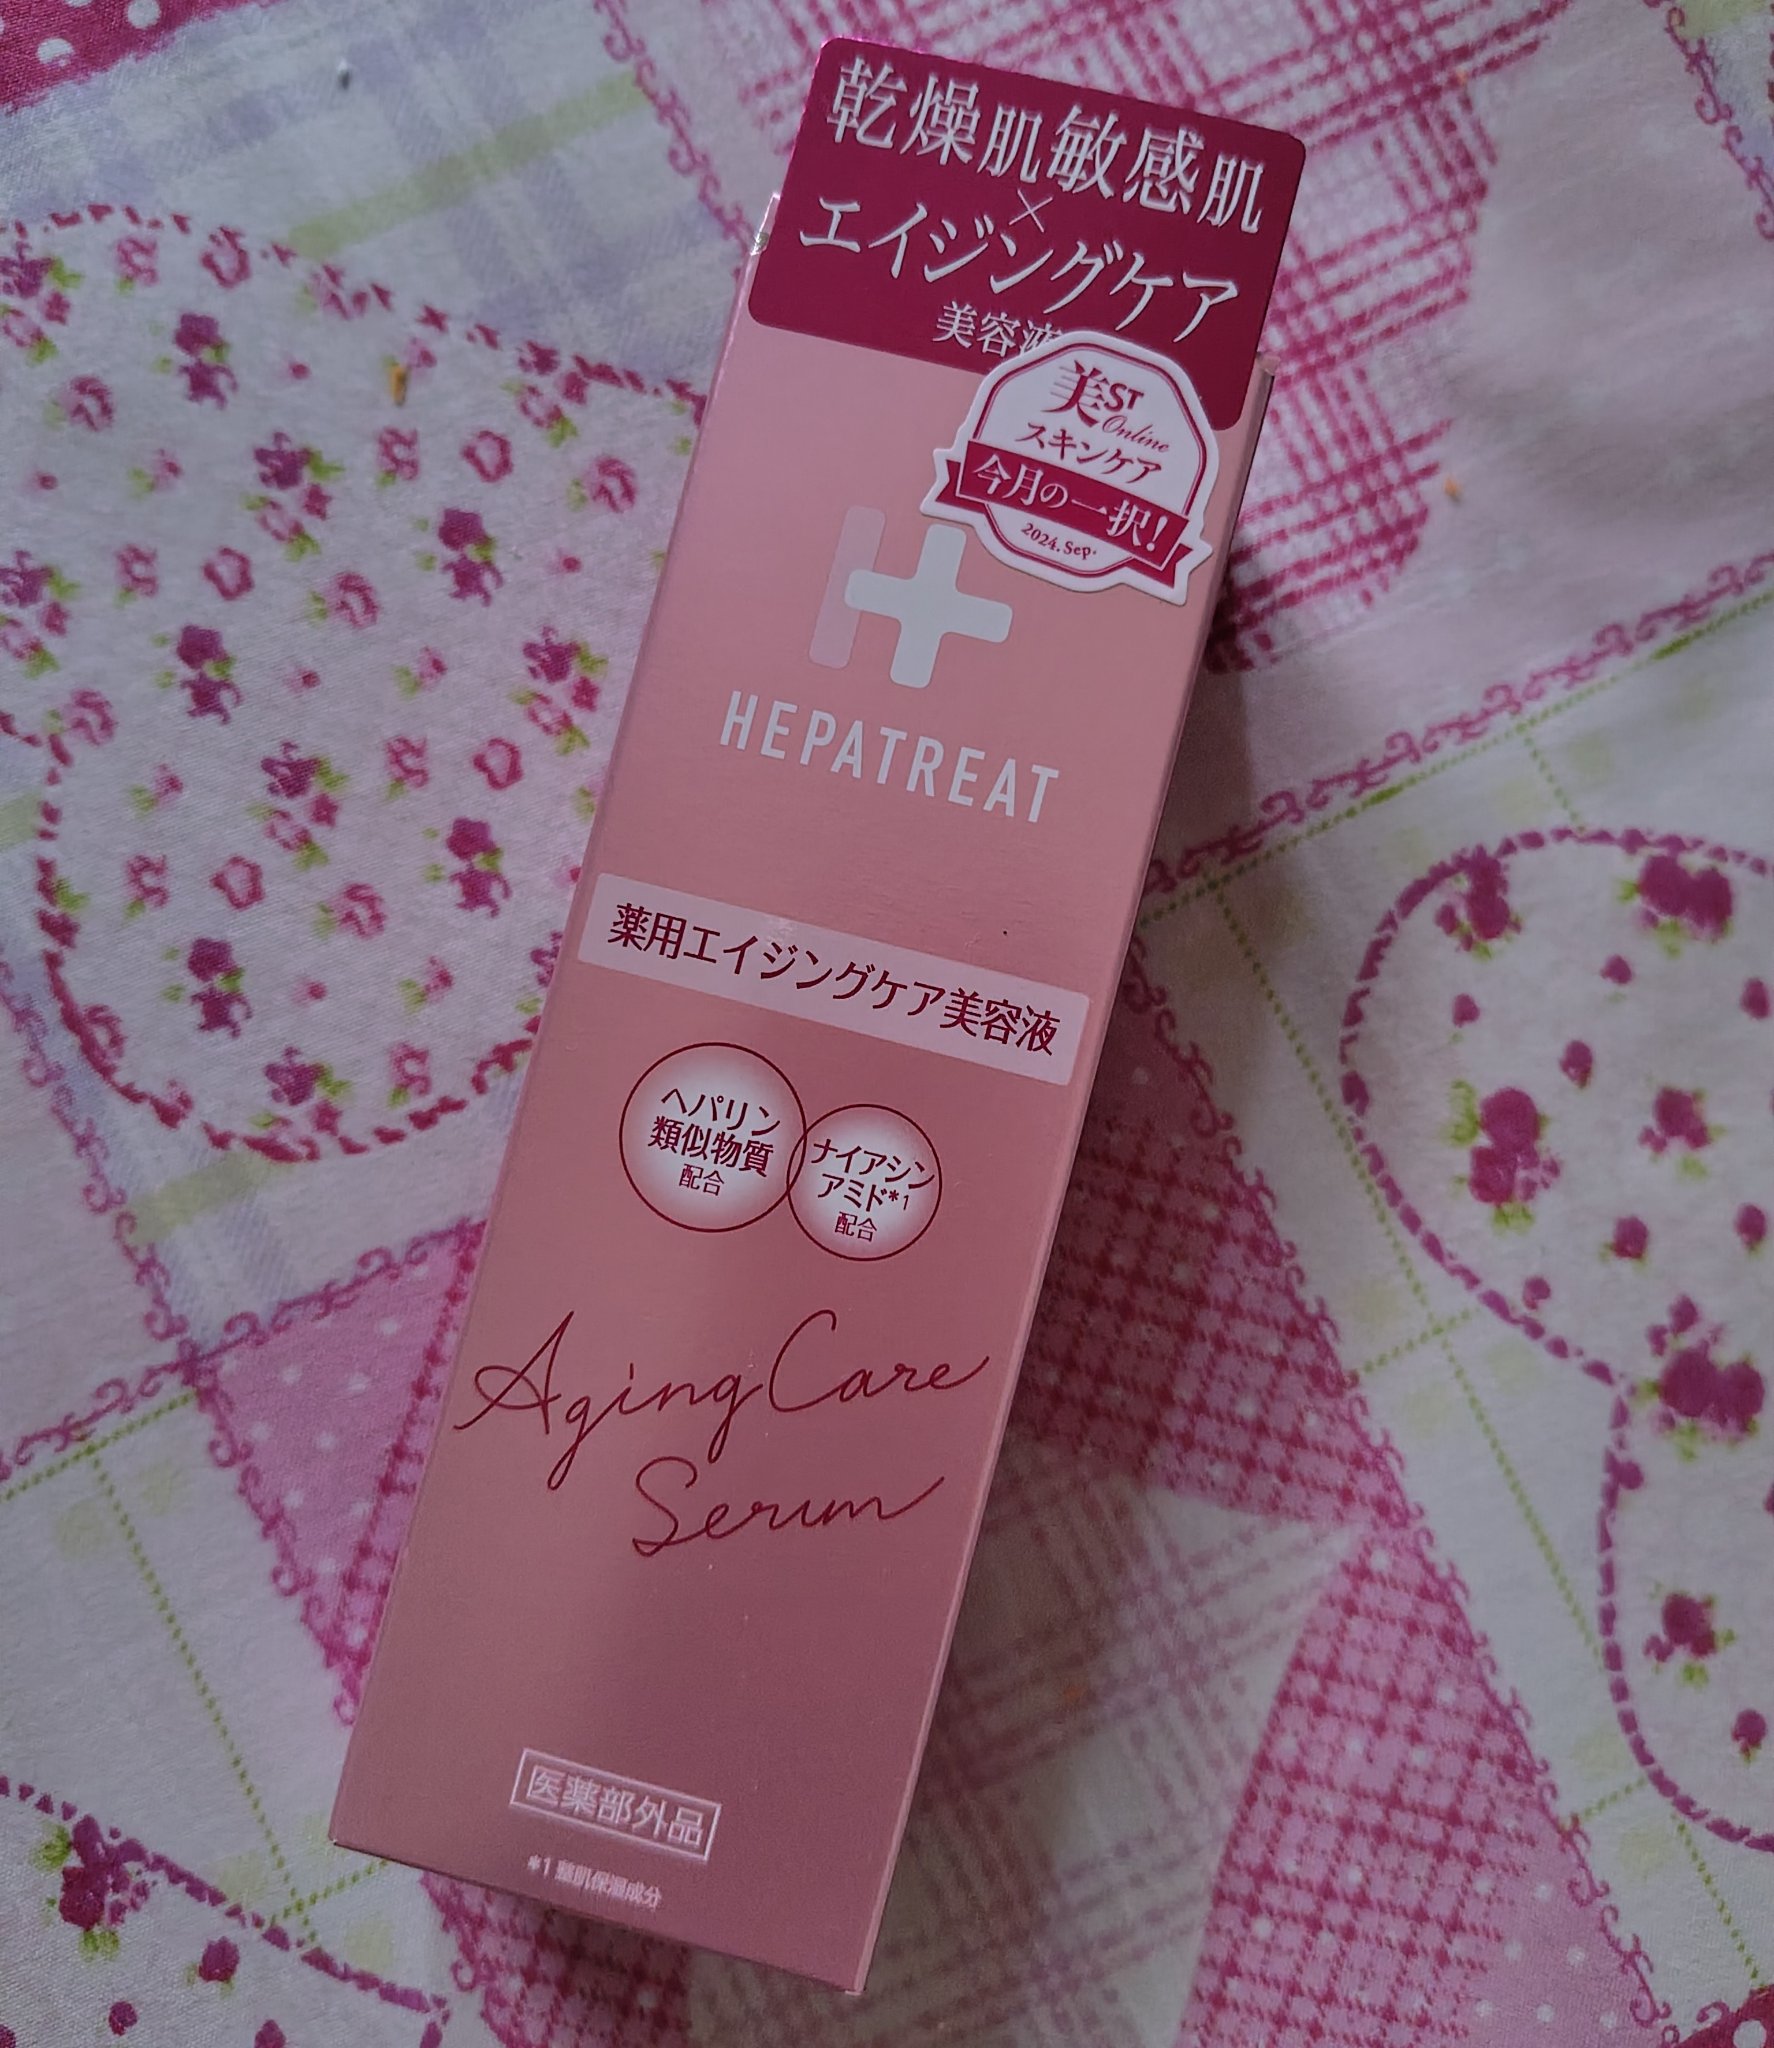 乾燥肌敏感肌
×
エイジングケア
美容液
美ST
Online
スキンケア
今月の一択!
2024. Sep.
HEPATREAT
薬用エイジングケア美容液
ヘパリン
類似物質
配合
ナイアシン
アミド*1
配合
Aging Care
Serum
医薬部外品
*1 整肌保湿成分